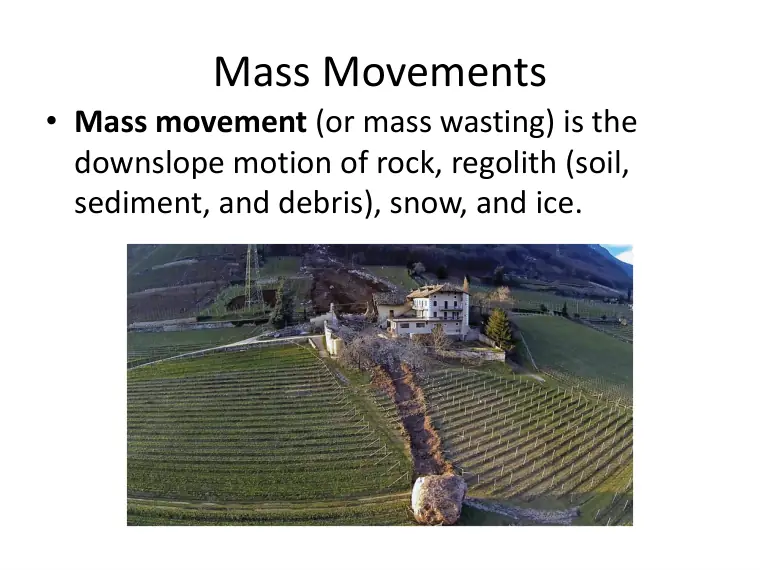 Mass Movements
• Mass movement (or mass wasting) is the
downslope motion of rock, regolith (soil,
sediment, and debris), snow, and ice.